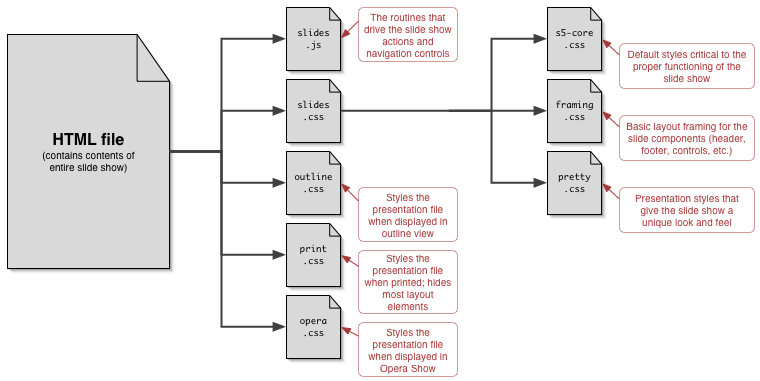 HTML file
(contains contents of
entire slide show)
slides
.js
The routines that
drive the slide show
actions and
navigation controls
slides
.css
outline
.css
Styles the
presentation file
when displayed in
outline view
print
.css
Styles the
presentation file
when printed; hides
most layout
elements
opera
.css
Styles the
presentation file
when displayed in
Opera Show
s5-core
.css
Default styles critical to the
proper functioning of the
slide show
framing
.css
Basic layout framing for the
slide components (header,
footer, controls, etc.)
pretty
.css
Presentation styles that
give the slide show a
unique look and feel